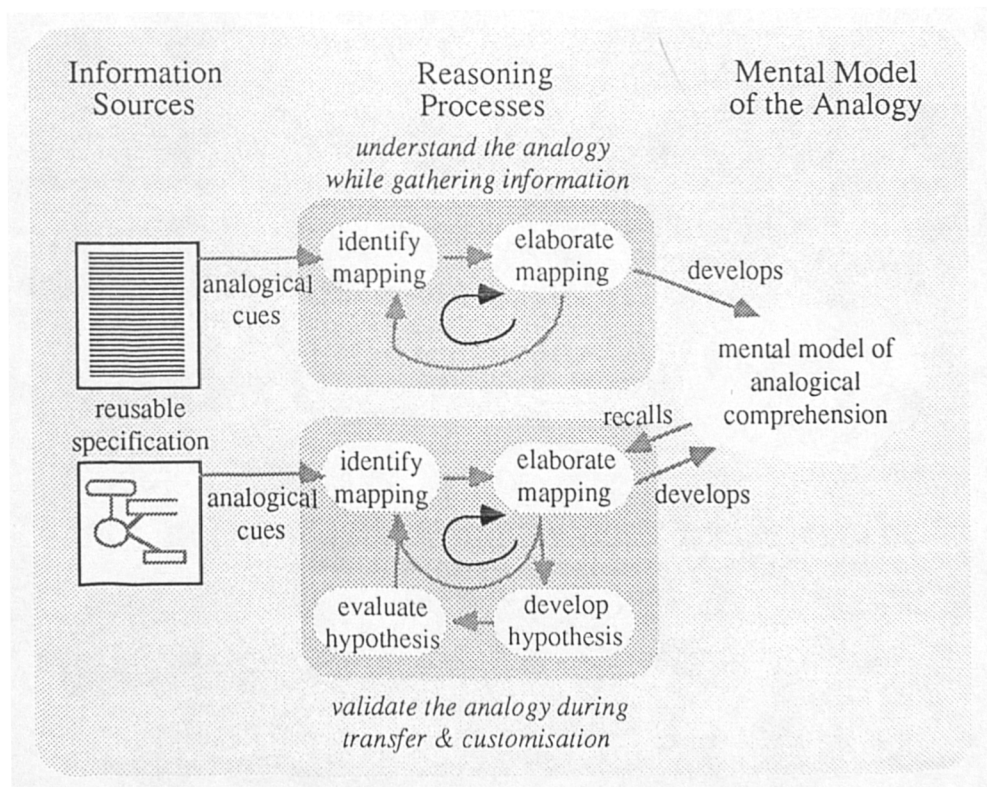 Information
Sources
Reasoning
Processes
Mental Model
of the Analogy
understand the analogy
while gathering information
identify
mapping
elaborate
mapping
analogical
cues
develops
reusable
specification
mental model of
analogical
comprehension
recalls
develops
identify
mapping
elaborate
mapping
analogical
cues
evaluate
hypothesis
develop
hypothesis
validate the analogy during
transfer & customisation